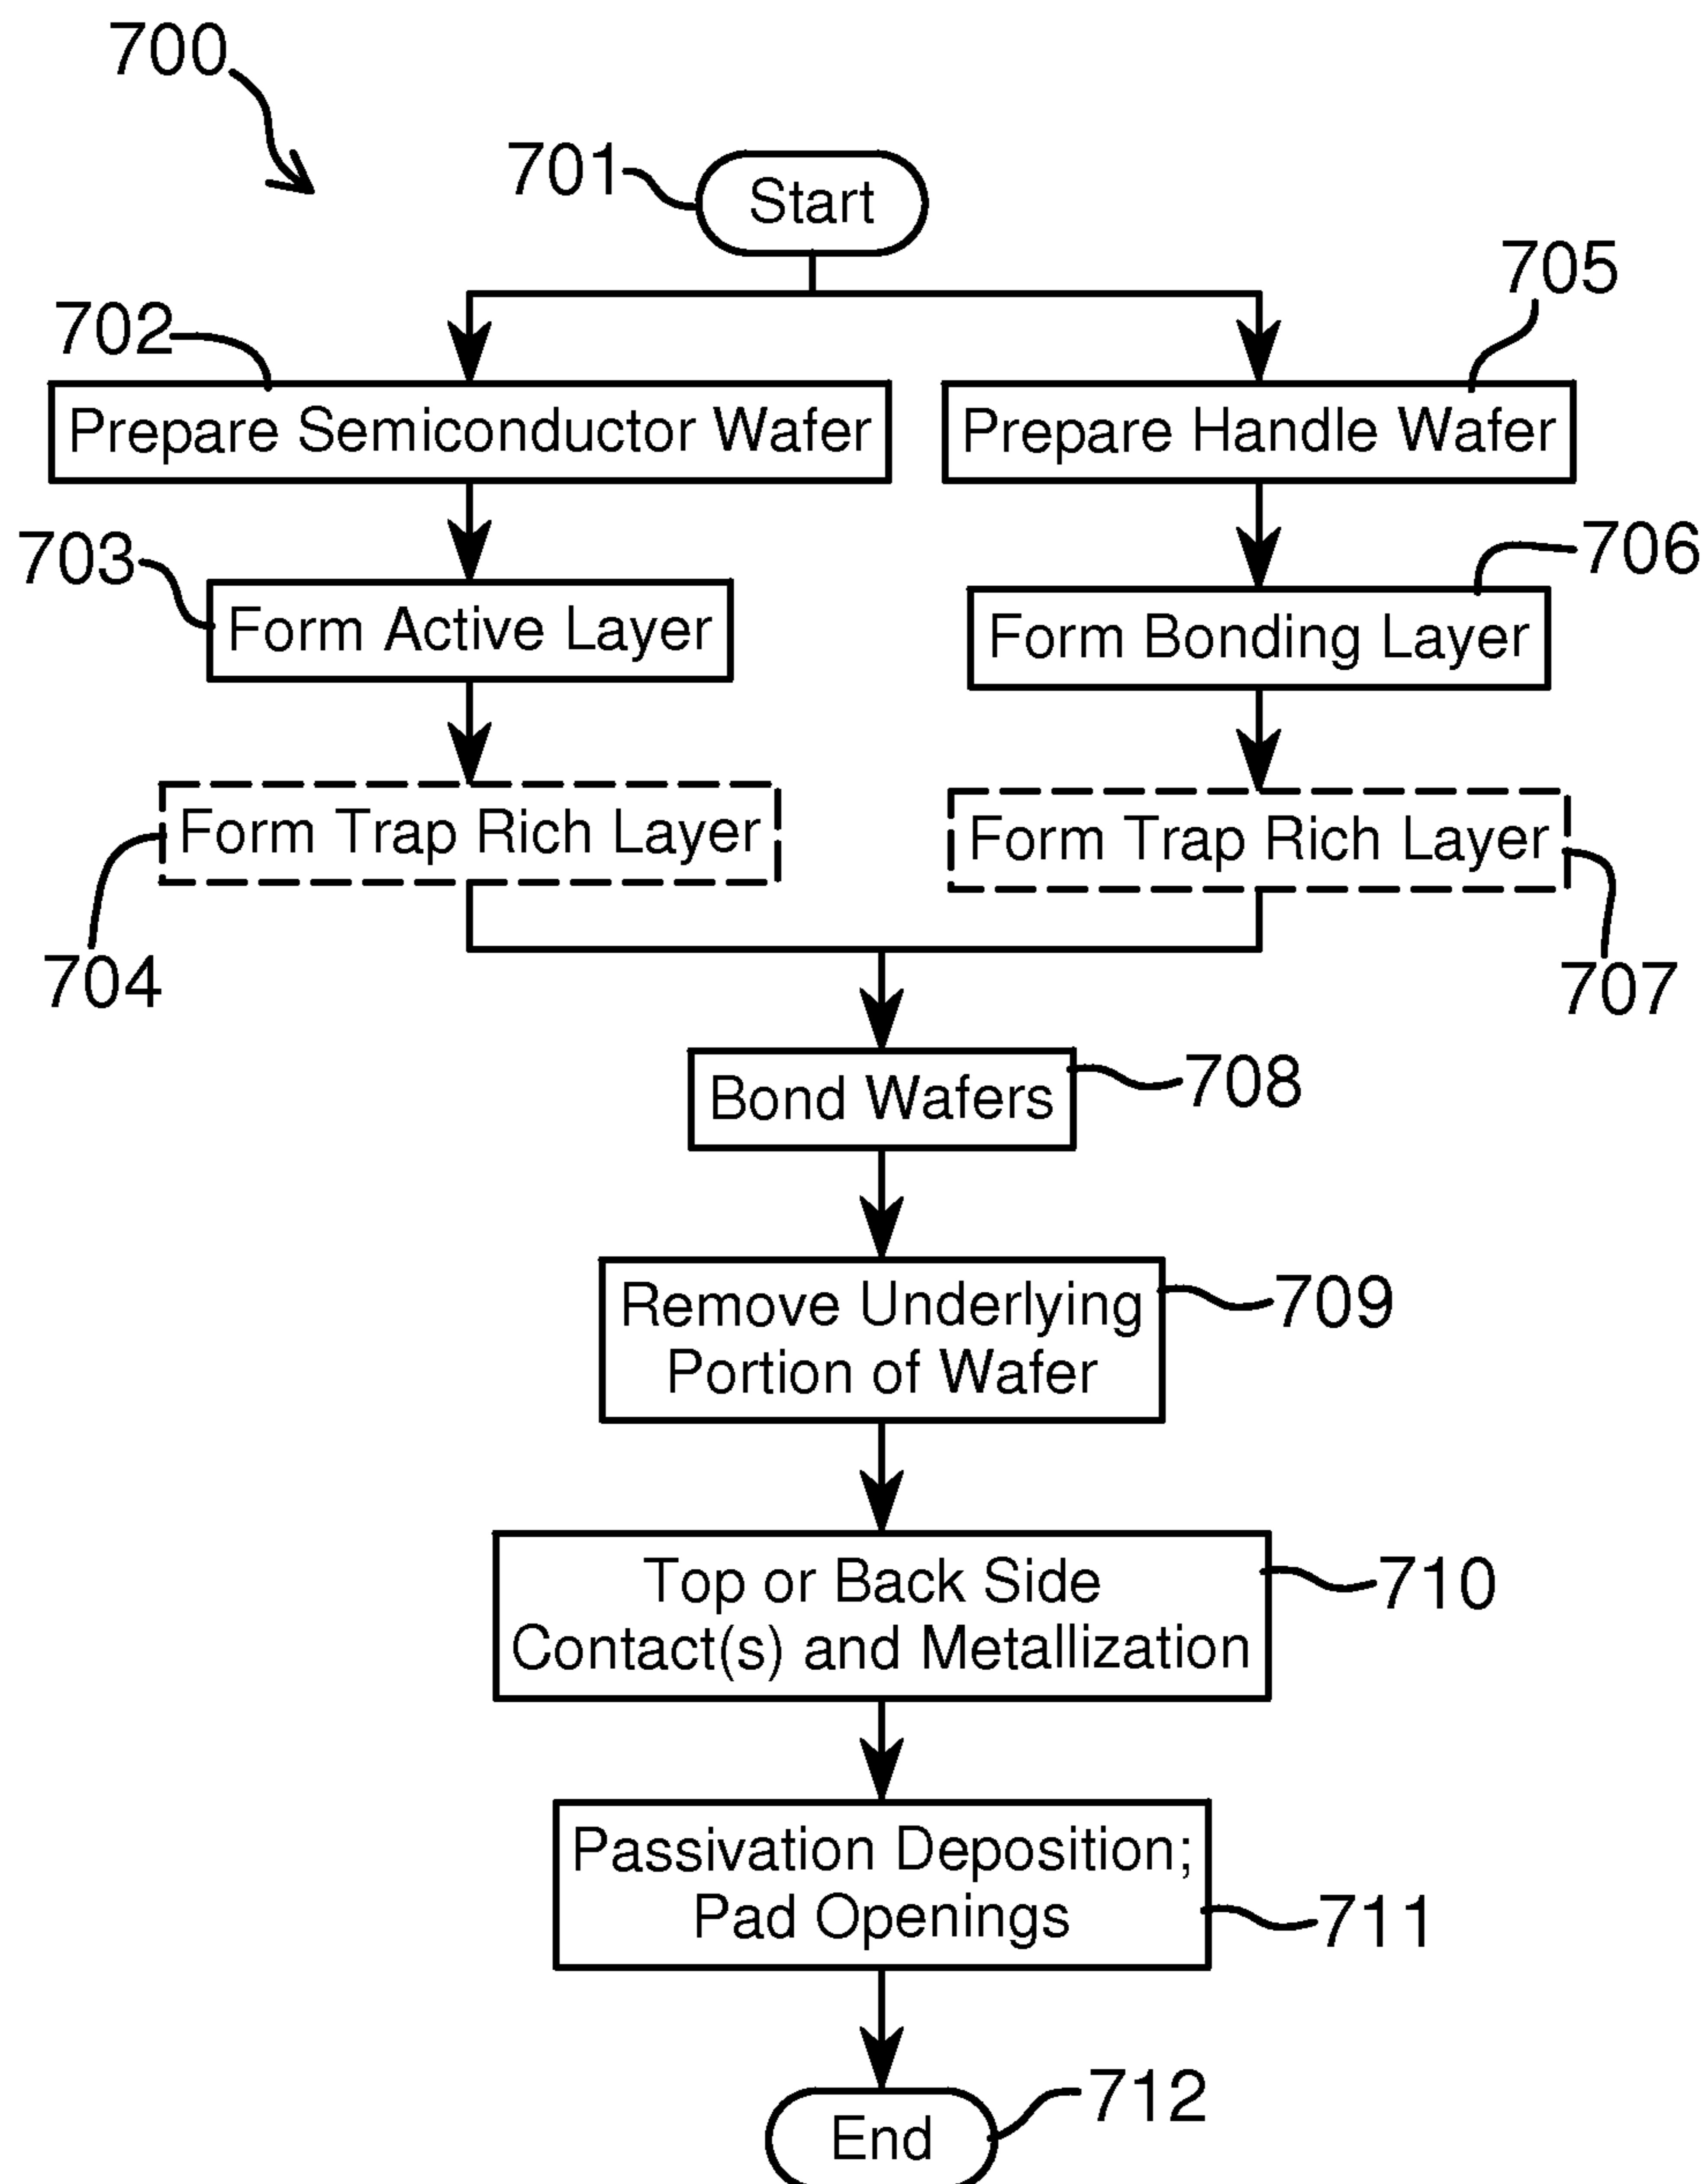 700
701
Start
702
705
Prepare Semiconductor Wafer
Prepare Handle Wafer
703
706
Form Active Layer
Form Bonding Layer
Form Trap Rich Layer
Form Trap Rich Layer
704
707
Bond Wafers
708
Remove Underlying
Portion of Wafer
709
Top or Back Side
Contact(s) and Metallization
710
Passivation Deposition;
Pad Openings
711
End
712